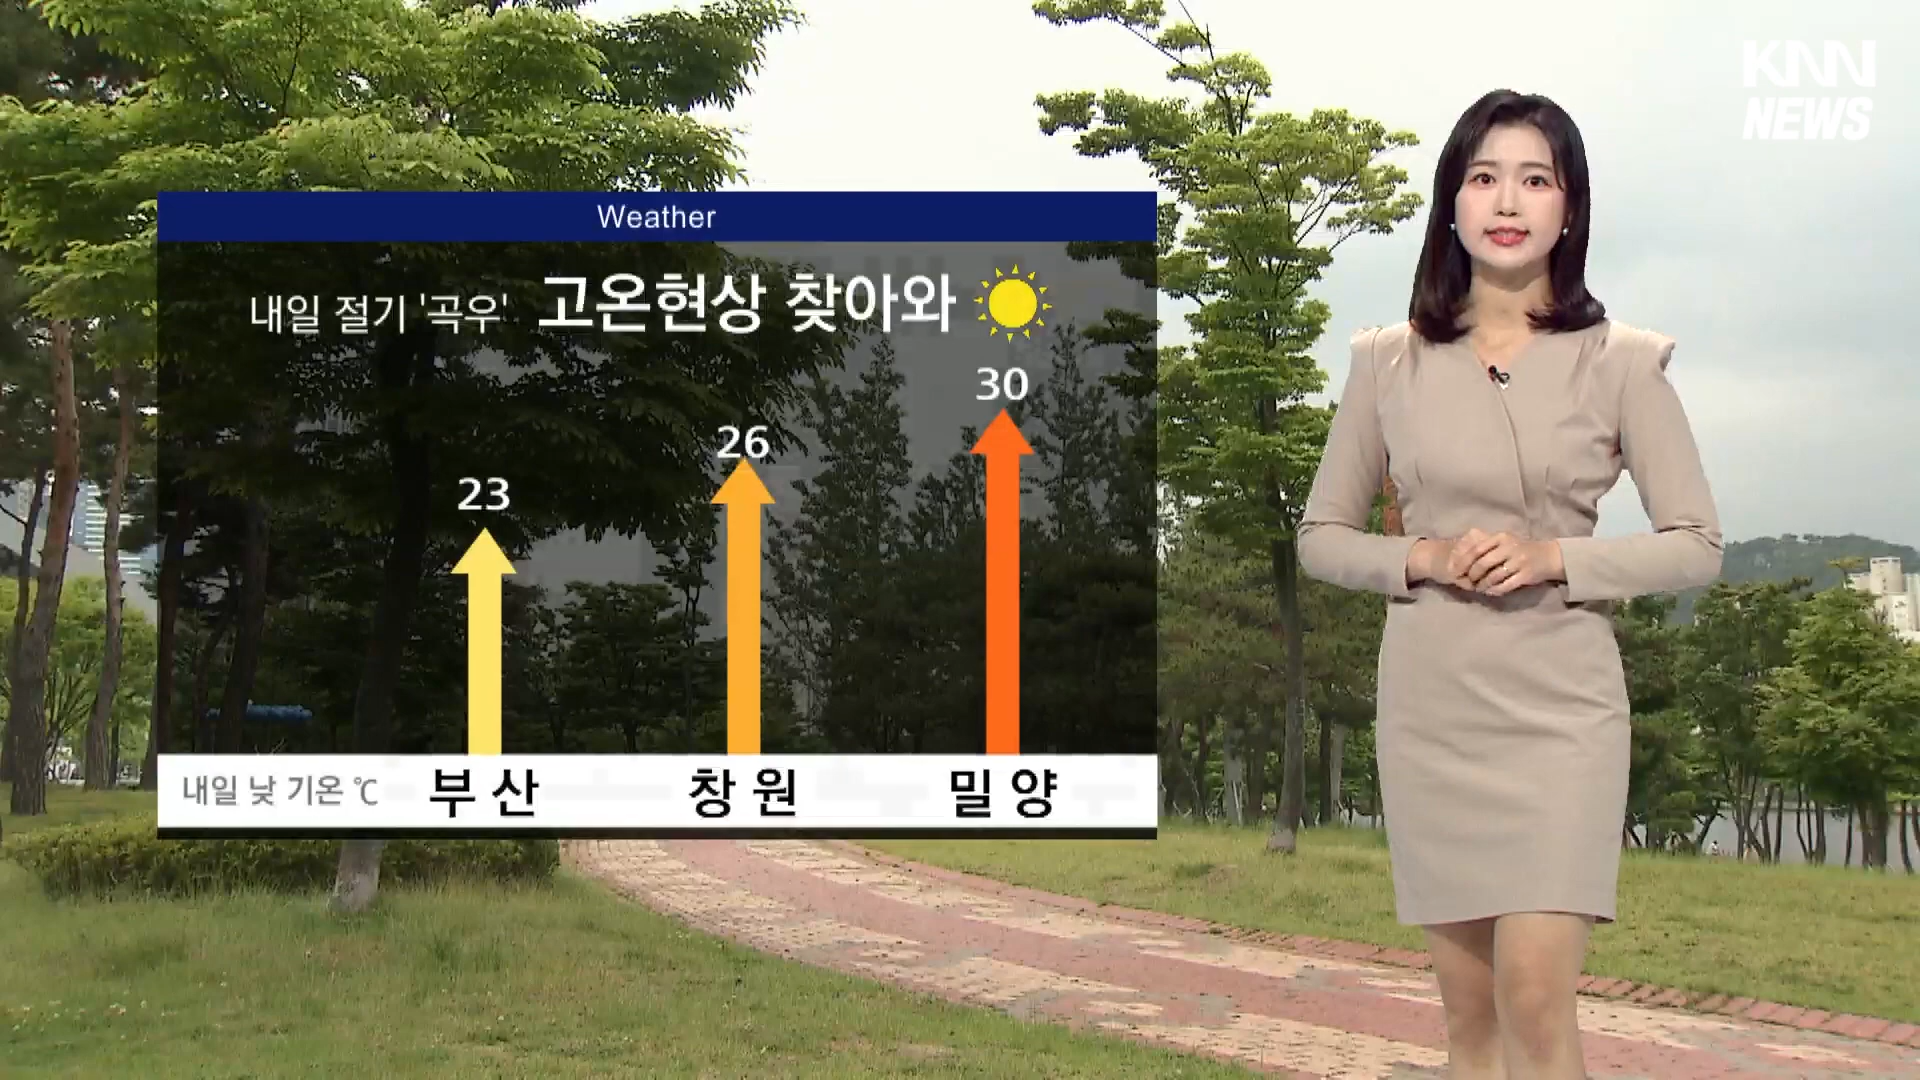 KNN
NEWS
Weather
내일 절기 '곡우' 고온현상 찾아와
23
26
30
내일 낮 기온 ℃ 부산 창원 밀양